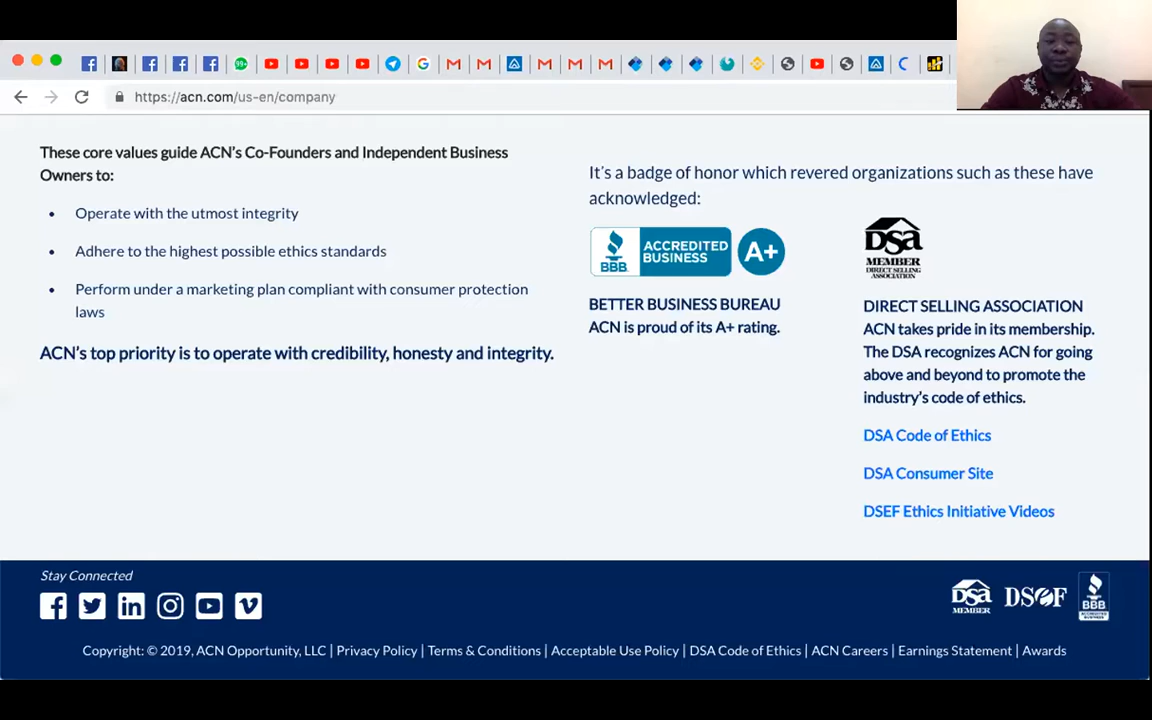 99+
https://acn.com/us-en/company
These core values guide ACN's Co-Founders and Independent Business
Owners to:
• Operate with the utmost integrity
• Adhere to the highest possible ethics standards
• Perform under a marketing plan compliant with consumer protection
laws
ACN's top priority is to operate with credibility, honesty and integrity.
It's a badge of honor which revered organizations such as these have
acknowledged:
BBB
ACCREDITED
BUSINESS
A+
BETTER BUSINESS BUREAU
ACN is proud of its A+ rating.
DSA
MEMBER
DIRECT SELLING
ASSOCIATION
DIRECT SELLING ASSOCIATION
ACN takes pride in its membership.
The DSA recognizes ACN for going
above and beyond to promote the
industry's code of ethics.
DSA Code of Ethics
DSA Consumer Site
DSEF Ethics Initiative Videos
Stay Connected
DSA
MEMBER
DSEF
BBB
ACCREDITED
BUSINESS
Copyright: © 2019, ACN Opportunity, LLC | Privacy Policy | Terms & Conditions | Acceptable Use Policy | DSA Code of Ethics | ACN Careers | Earnings Statement | Awards